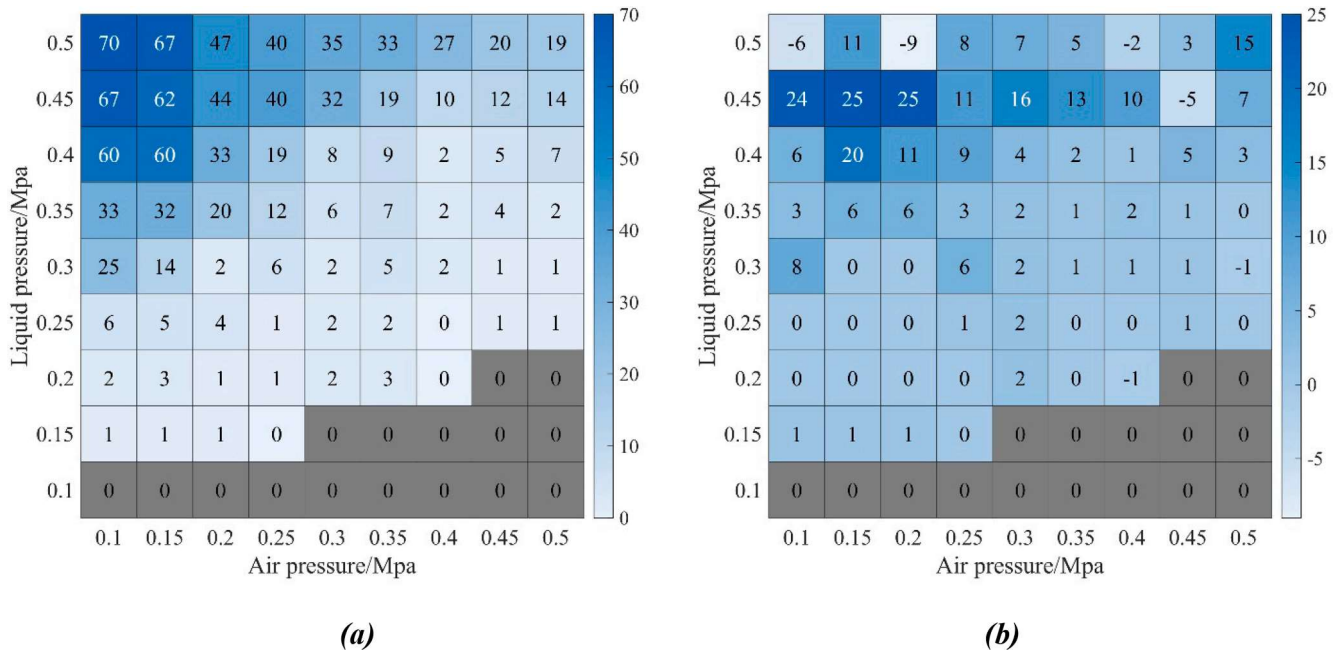 70
0.5 70 67 47 40 35 33 27 20 19
0.45 67 62 44 40 32 19 10 12 14
60
0.4 60 60 33 19 8 9 2 5 7
50
0.35 33 32 20 12 6 7 2 4 2
40
0.3 25 14 2 6 2 5 2 1 1
30
0.25 6 5 4 1 2 2 0 1 1
0.2 2 3 1 1 2 3 0 0 0
20
0.15 1 1 1 0 0 0 0 0 0
10
0.1 0 0 0 0 0 0 0 0 0
0
Liquid pressure/Mpa
0.1 0.15 0.2 0.25 0.3 0.35 0.4 0.45 0.5
Air pressure/Mpa
(a)
25
0.5 -6 11 -9 8 7 5 -2 3 15
0.45 24 25 25 11 16 13 10 -5 7
20
0.4 6 20 11 9 4 2 1 5 3
15
0.35 3 6 6 3 2 1 2 1 0
10
0.3 8 0 0 6 2 1 1 1 -1
5
0.25 0 0 0 1 2 0 0 1 0
0.2 0 0 0 0 2 0 -1 0 0
0
0.15 1 1 1 0 0 0 0 0 0
-5
0.1 0 0 0 0 0 0 0 0 0
Liquid pressure/Mpa
0.1 0.15 0.2 0.25 0.3 0.35 0.4 0.45 0.5
Air pressure/Mpa
(b)